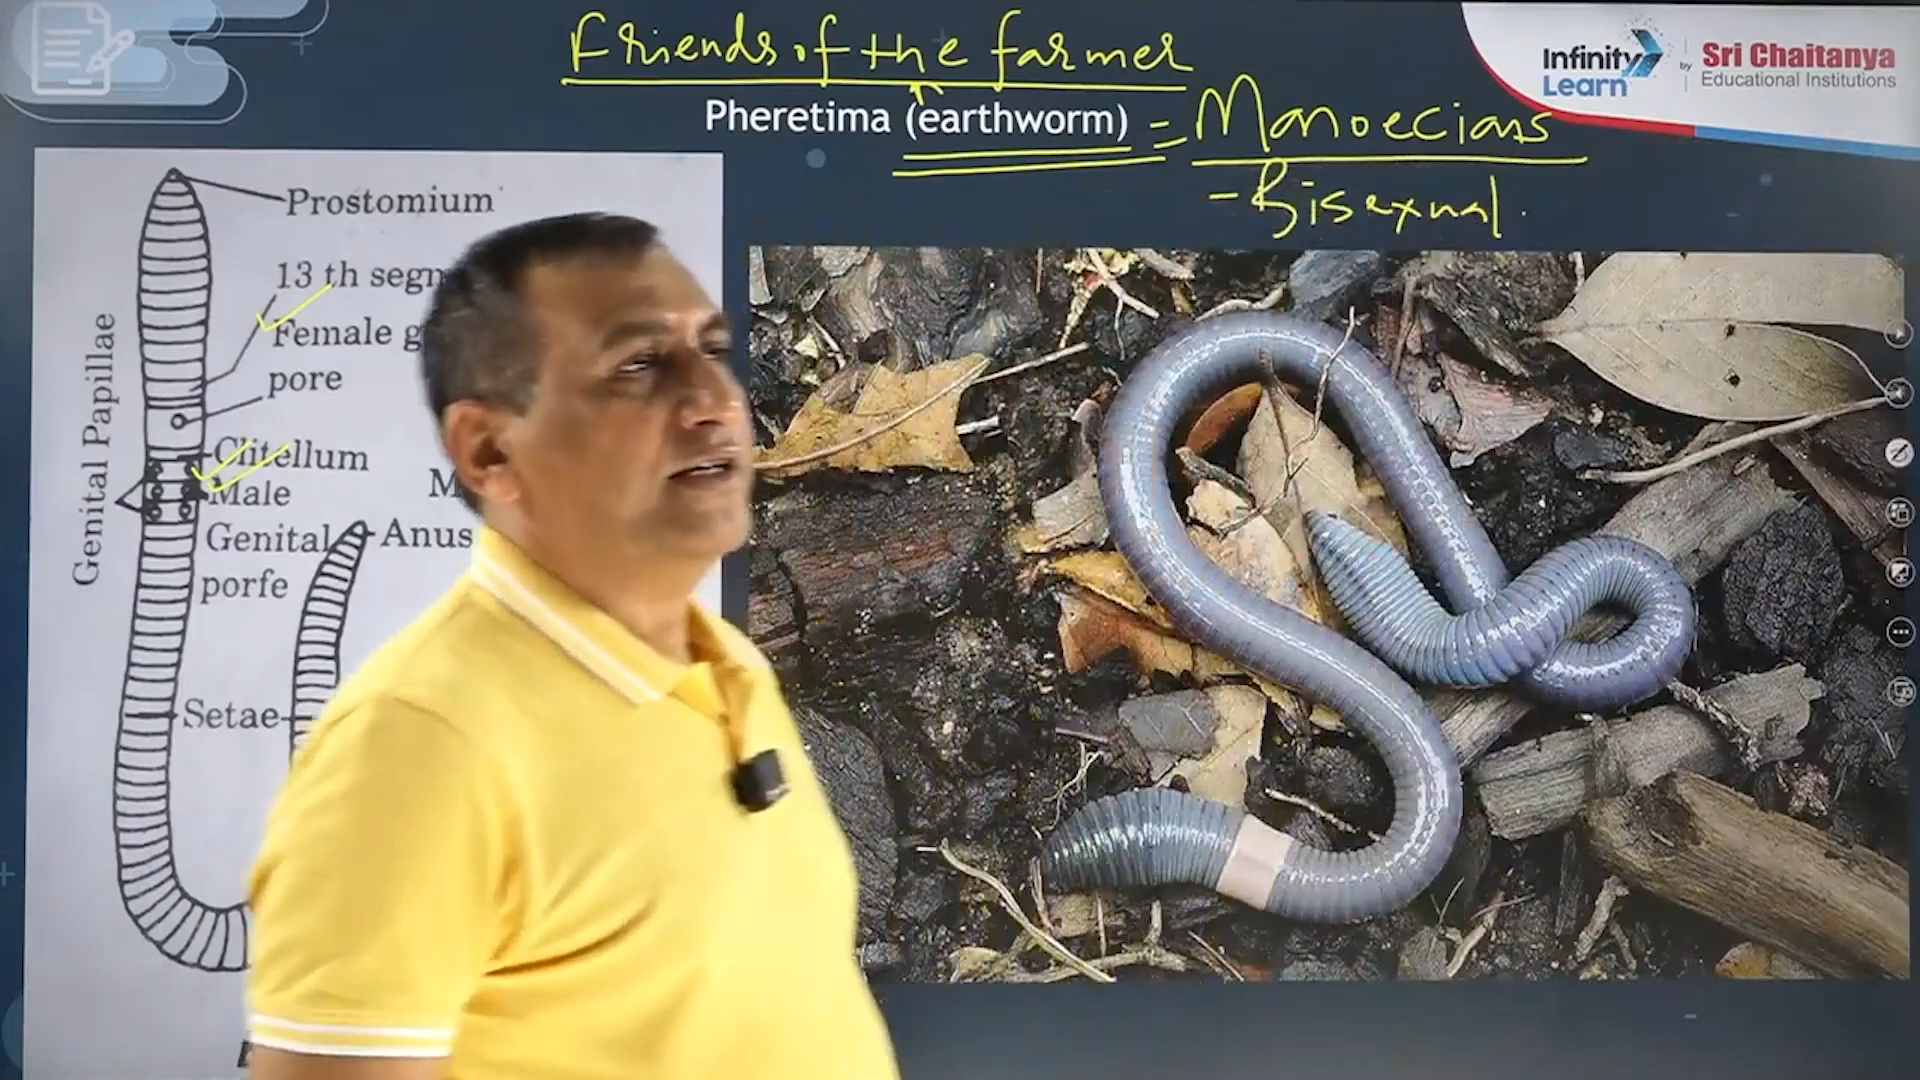 Friends of the farmer
Pheretima (earthworm) = Monoecious
- Bisexual.
Infinity Learn
by
Sri Chaitanya
Educational Institutions
Prostomium
13 th segm
Female g
pore
Clitellum
Male
Genital
porfe
Anus
M
Setae
Genital Papillae